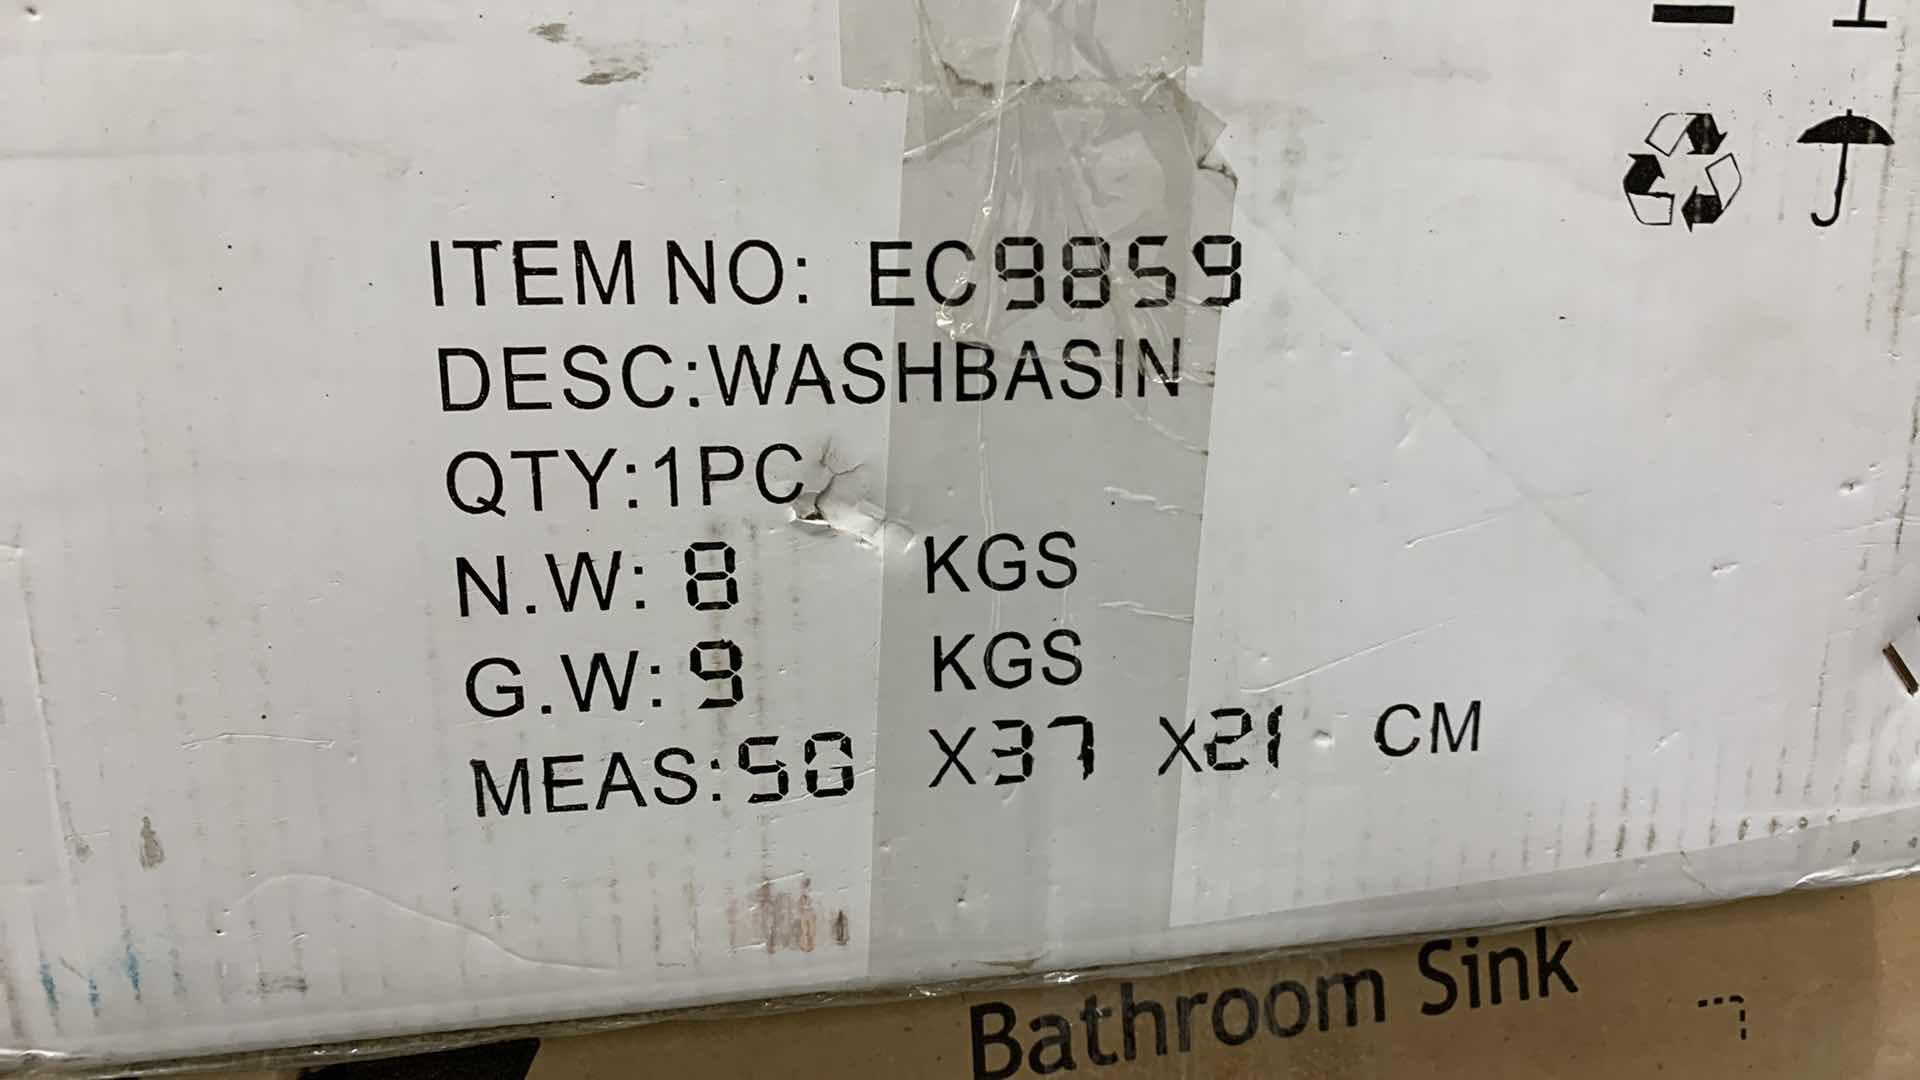 ITEM NO: EC9859
DESC:WASHBASIN
QTY:1PC
N.W: 8 KGS
G.W: 9 KGS
MEAS:56 X37 X21 CM
Bathroom Sink